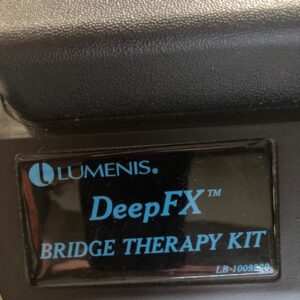 LUMENIS®
DeepFX™
BRIDGE THERAPY KIT